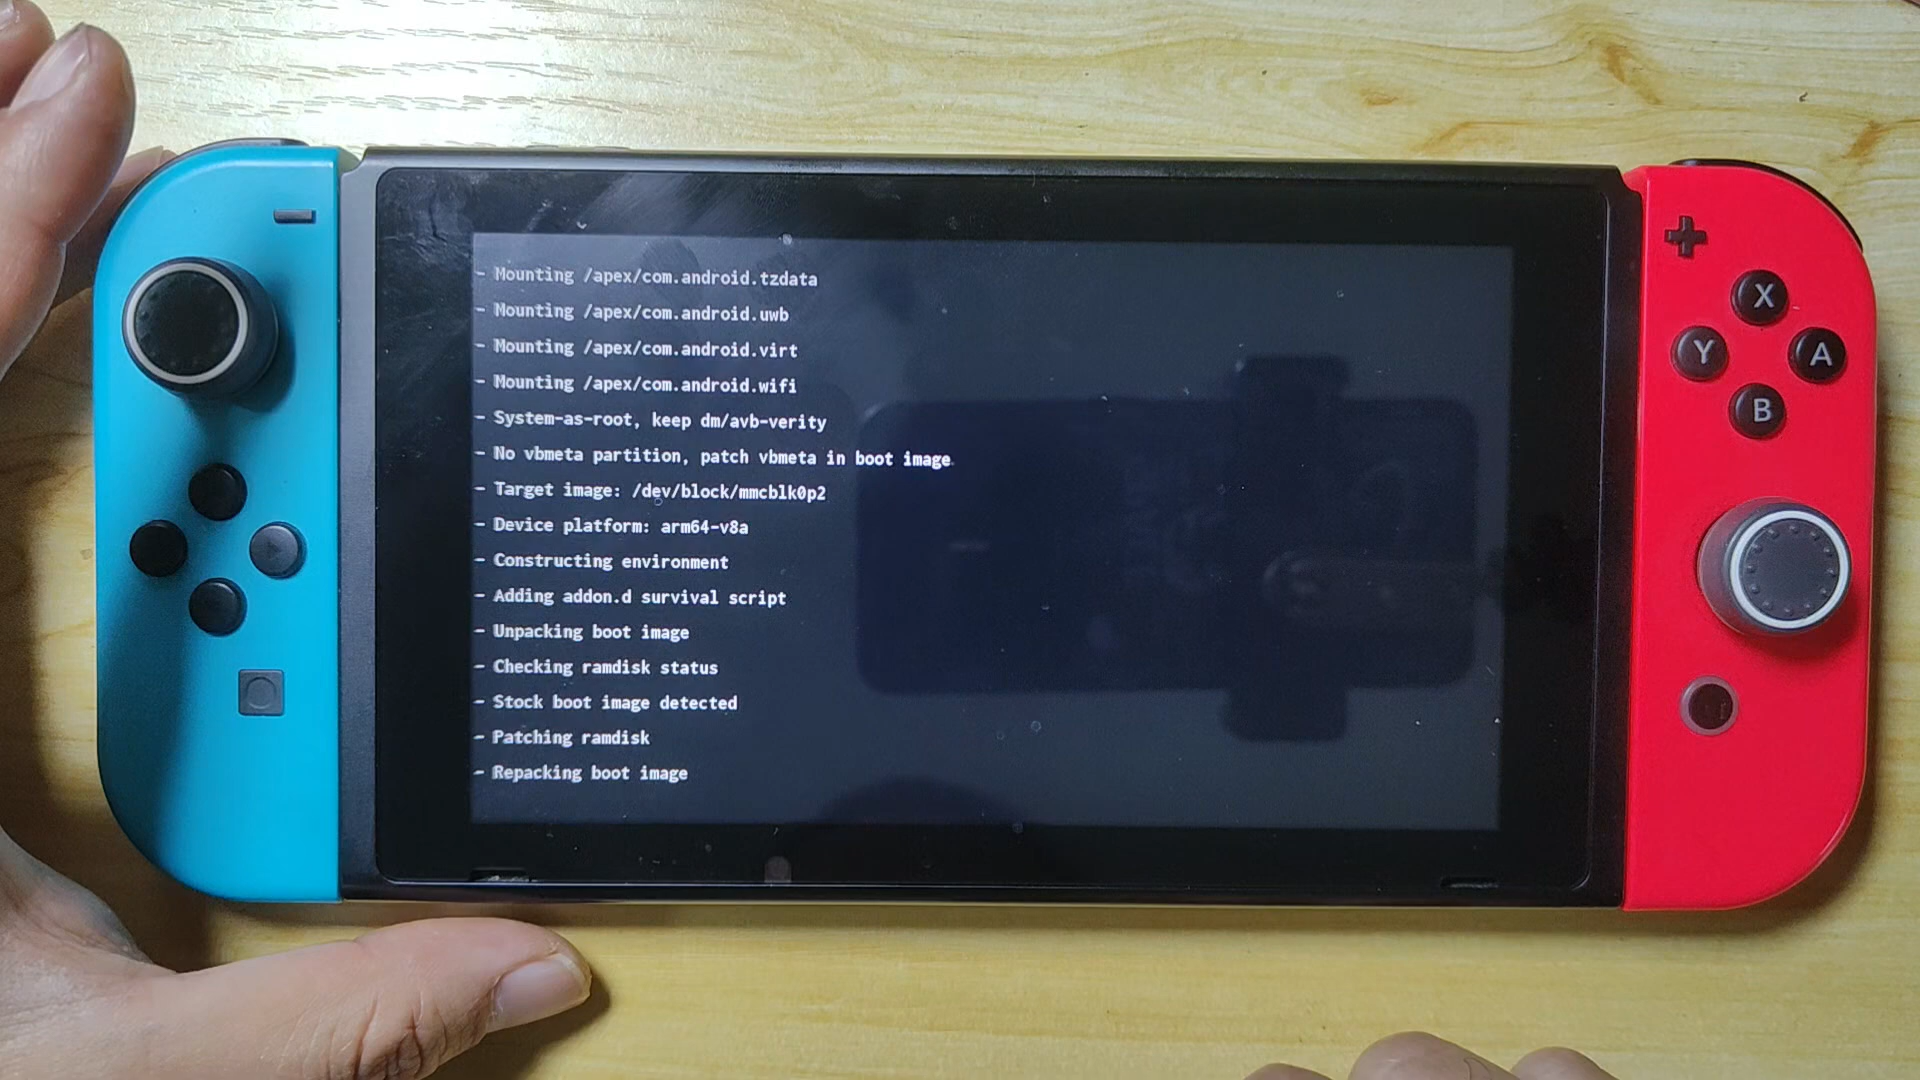 - Mounting /apex/com.android.tzdata
- Mounting /apex/com.android.uwb
- Mounting /apex/com.android.virt
- Mounting /apex/com.android.wifi
- System-as-root, keep dm/avb-verity
- No vbmeta partition, patch vbmeta in boot image
- Target image: /dev/block/mmcblk0p2
- Device platform: arm64-v8a
- Constructing environment
- Adding addon.d survival script
- Unpacking boot image
- Checking ramdisk status
- Stock boot image detected
- Patching ramdisk
- Repacking boot image
X
Y
A
B